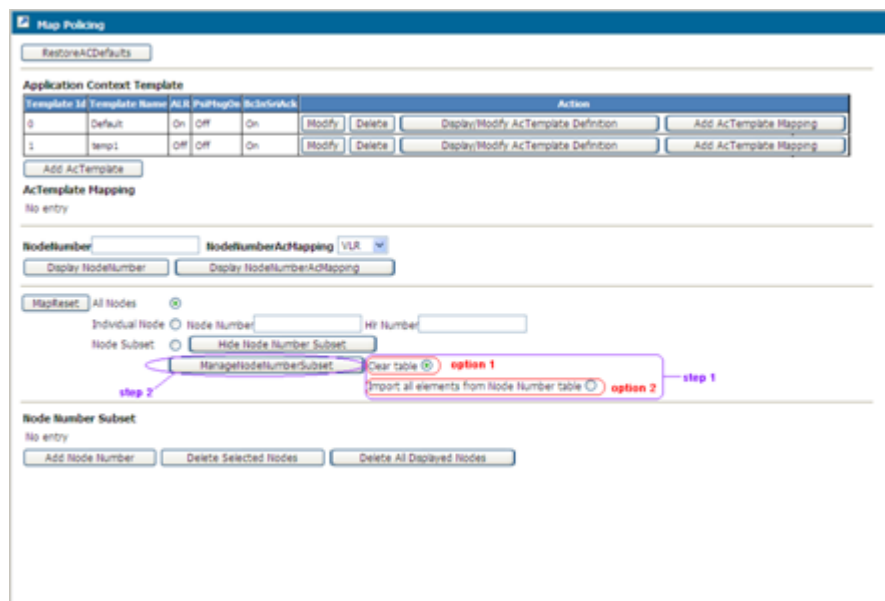 Map Policing
RestoreACDefaults
Application Context Template
Template Id Template Name ALR PsiMsgOn BcInSriAck Action
0 Default On Off On Modify Delete Display/Modify AcTemplate Definition Add AcTemplate Mapping
1 temp1 Off Off On Modify Delete Display/Modify AcTemplate Definition Add AcTemplate Mapping
Add AcTemplate
AcTemplate Mapping
No entry
NodeNumber NodeNumberAcMapping VLR
Display NodeNumber Display NodeNumberAcMapping
MapReset All Nodes
Individual Node Node Number Hlr Number
Node Subset Hide Node Number Subset
ManageNodeNumberSubset Clear table option 1
step 1
Import all elements from Node Number table option 2
step 2
Node Number Subset
No entry
Add Node Number Delete Selected Nodes Delete All Displayed Nodes